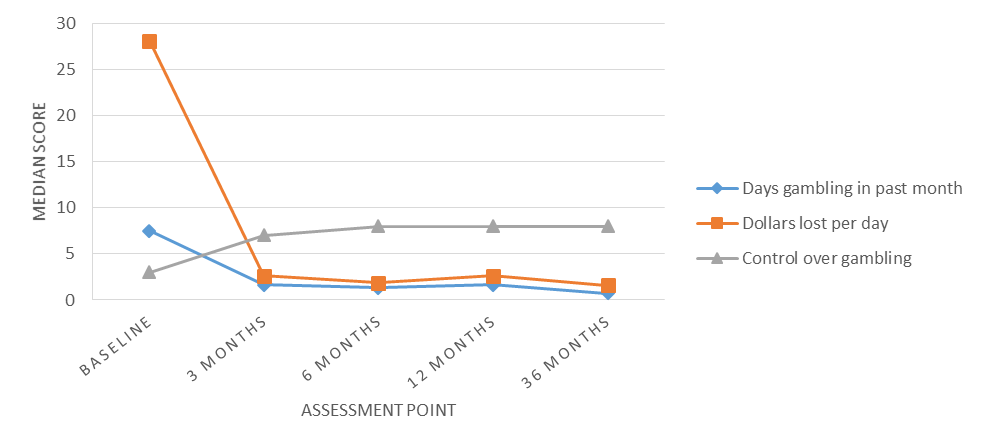 30
25
20
15
10
5
0
MEDIAN SCORE
BASELINE
3 MONTHS
6 MONTHS
12 MONTHS
36 MONTHS
ASSESSMENT POINT
Days gambling in past month
Dollars lost per day
Control over gambling